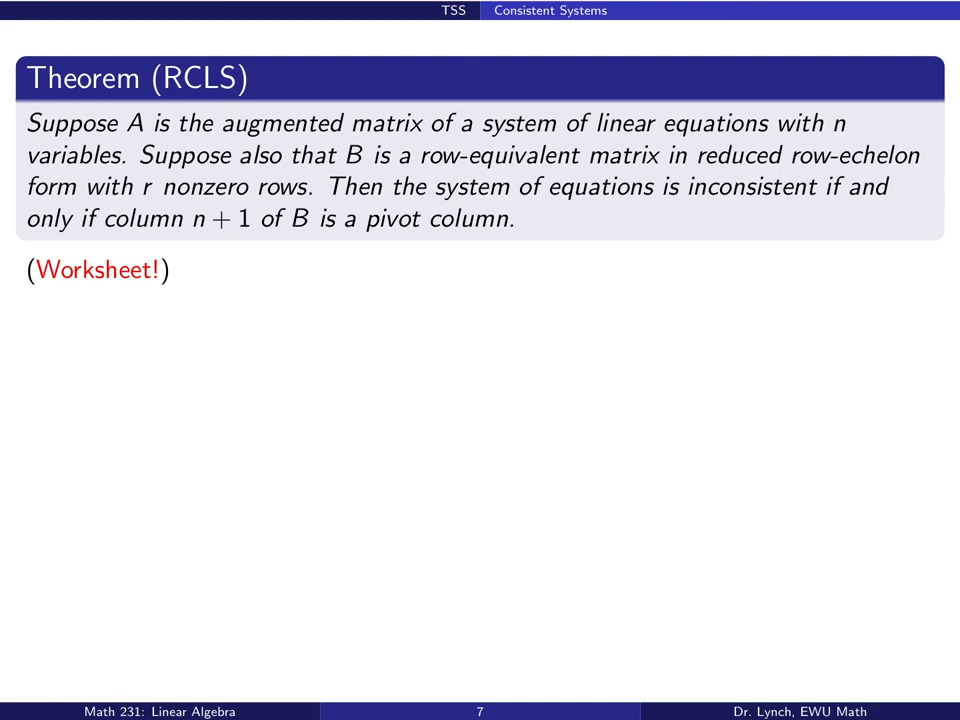 TSS Consistent Systems
Theorem (RCLS)
Suppose A is the augmented matrix of a system of linear equations with n
variables. Suppose also that B is a row-equivalent matrix in reduced row-echelon
form with r nonzero rows. Then the system of equations is inconsistent if and
only if column n + 1 of B is a pivot column.
(Worksheet!)
Math 231: Linear Algebra 7 Dr. Lynch, EWU Math